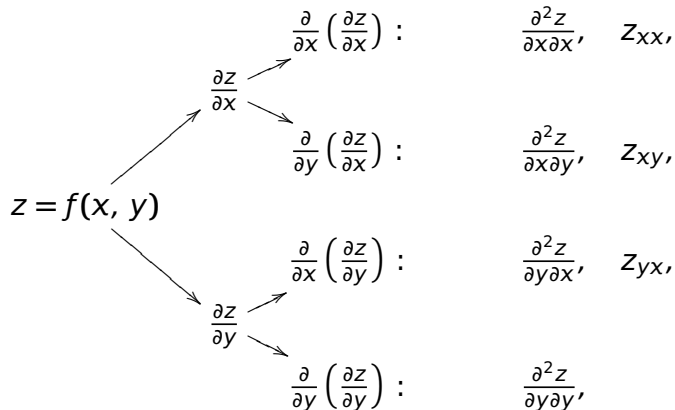 ∂/∂x (∂z/∂x) : ∂²z/∂x∂x, z_xx,
∂z/∂x
∂/∂y (∂z/∂x) : ∂²z/∂x∂y, z_xy,
z = f(x, y)
∂/∂x (∂z/∂y) : ∂²z/∂y∂x, z_yx,
∂z/∂y
∂/∂y (∂z/∂y) : ∂²z/∂y∂y,